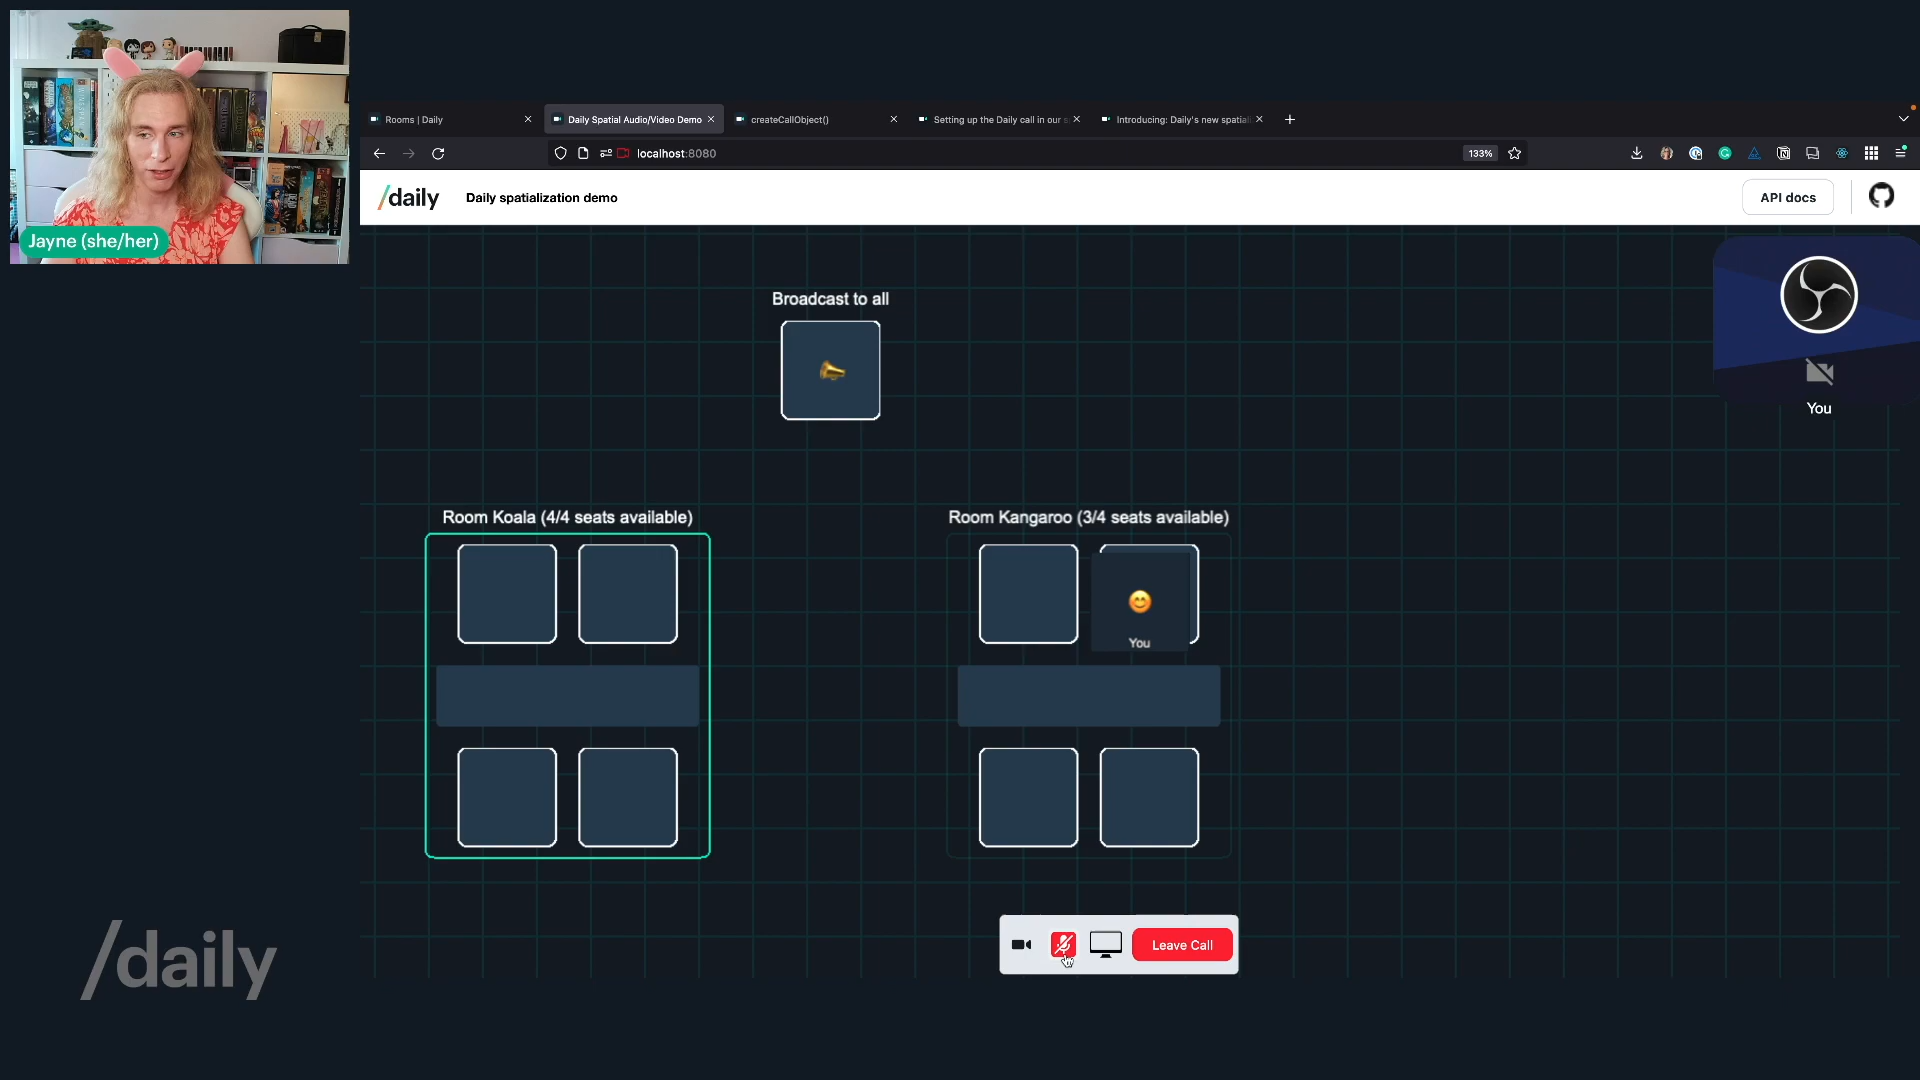 Jayne (she/her)
Rooms | Daily
Daily Spatial Audio/Video Demo
createCallObject()
Setting up the Daily call in our s
Introducing: Daily's new spatial
localhost:8080
133%
/daily
Daily spatialization demo
API docs
Broadcast to all
You
Room Koala (4/4 seats available)
Room Kangaroo (3/4 seats available)
You
Leave Call
/daily